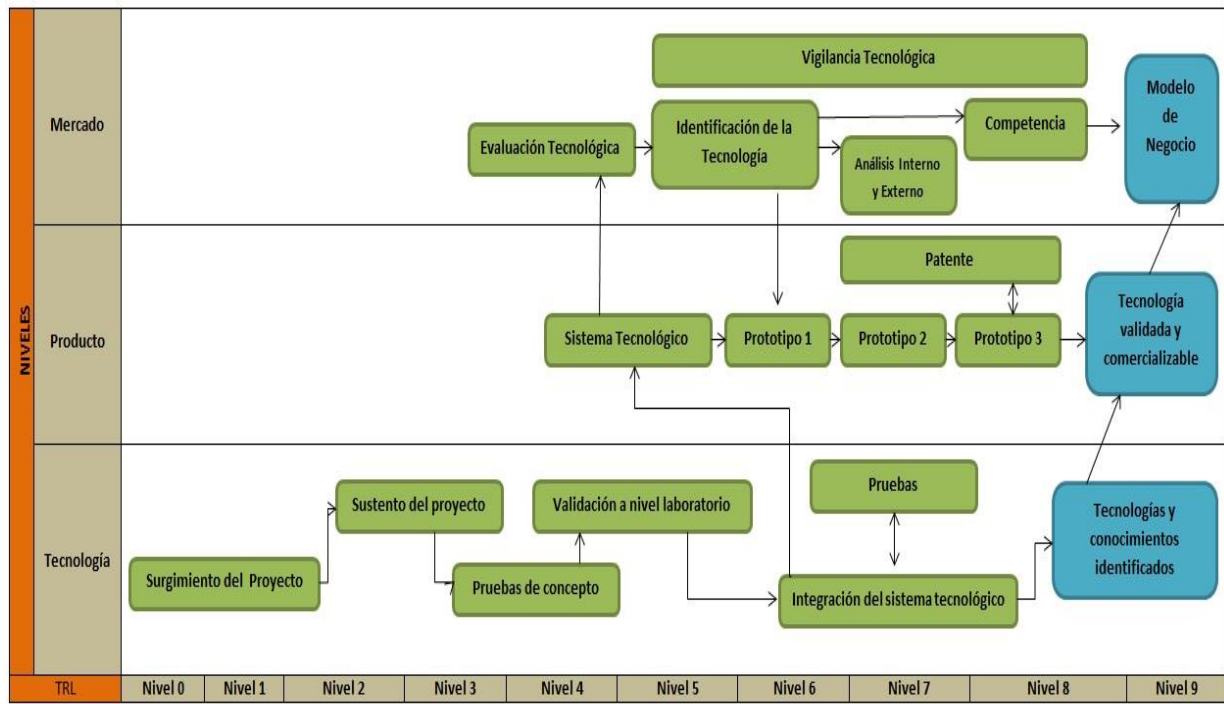 NIVELES
Mercado
Vigilancia Tecnológica
Evaluación Tecnológica
Identificación de la
Tecnología
Análisis Interno
y Externo
Competencia
Modelo
de
Negocio
Producto
Patente
Sistema Tecnológico
Prototipo 1
Prototipo 2
Prototipo 3
Tecnología
validada y
comercializable
Tecnología
Surgimiento del Proyecto
Sustento del proyecto
Pruebas de concepto
Validación a nivel laboratorio
Pruebas
Integración del sistema tecnológico
Tecnologías y
conocimientos
identificados
TRL
Nivel 0
Nivel 1
Nivel 2
Nivel 3
Nivel 4
Nivel 5
Nivel 6
Nivel 7
Nivel 8
Nivel 9